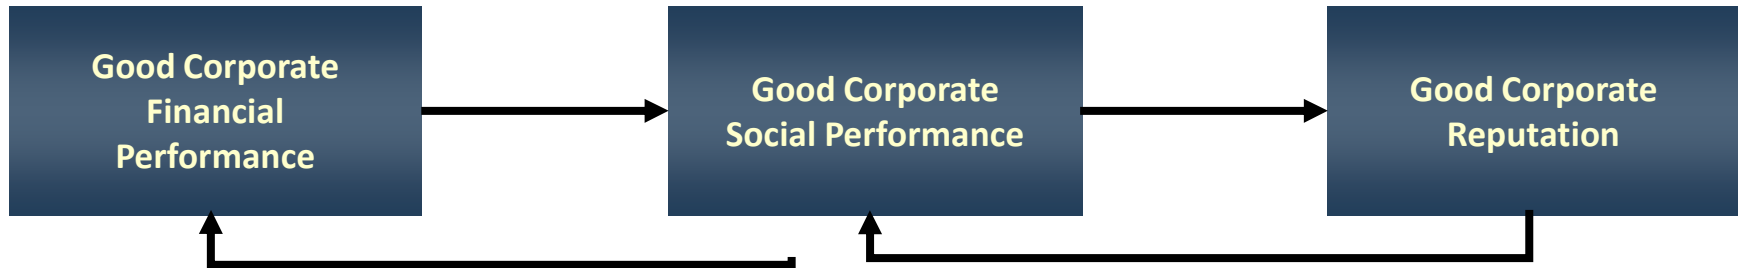 Good Corporate
Financial
Performance
Good Corporate
Social Performance
Good Corporate
Reputation